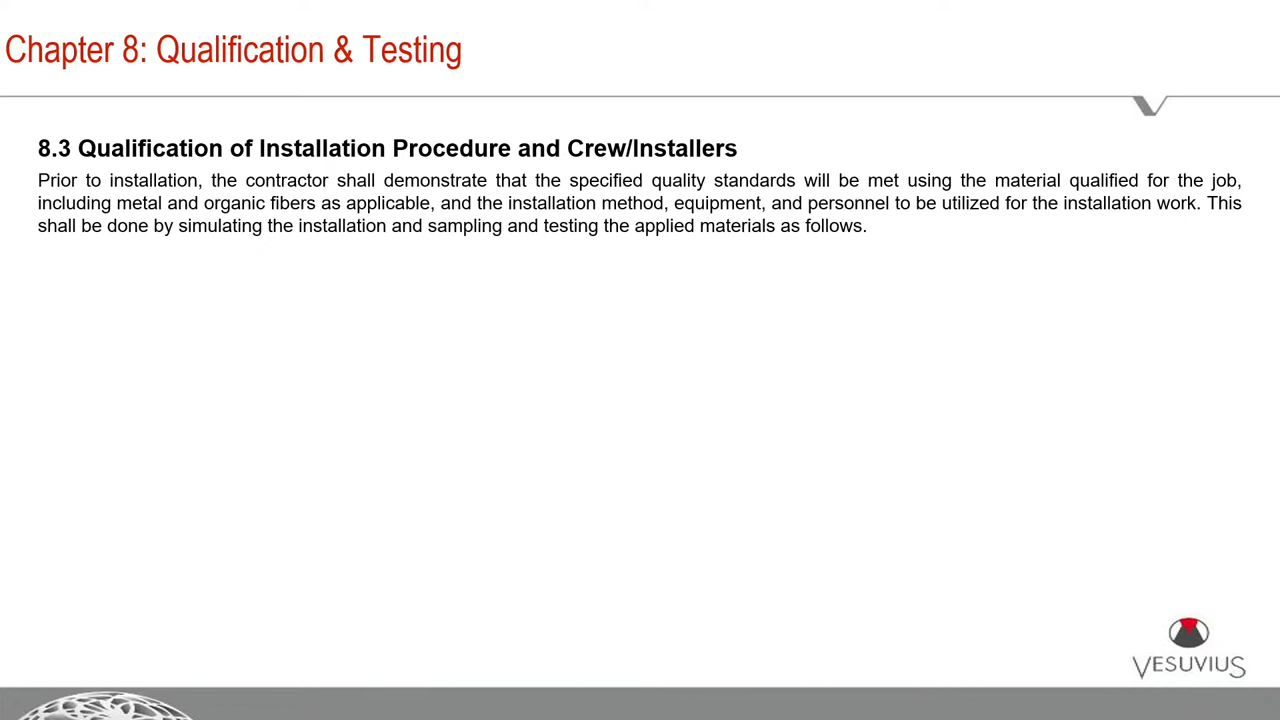 Chapter 8: Qualification & Testing
8.3 Qualification of Installation Procedure and Crew/Installers
Prior to installation, the contractor shall demonstrate that the specified quality standards will be met using the material qualified for the job,
including metal and organic fibers as applicable, and the installation method, equipment, and personnel to be utilized for the installation work. This
shall be done by simulating the installation and sampling and testing the applied materials as follows.
VESUVIUS